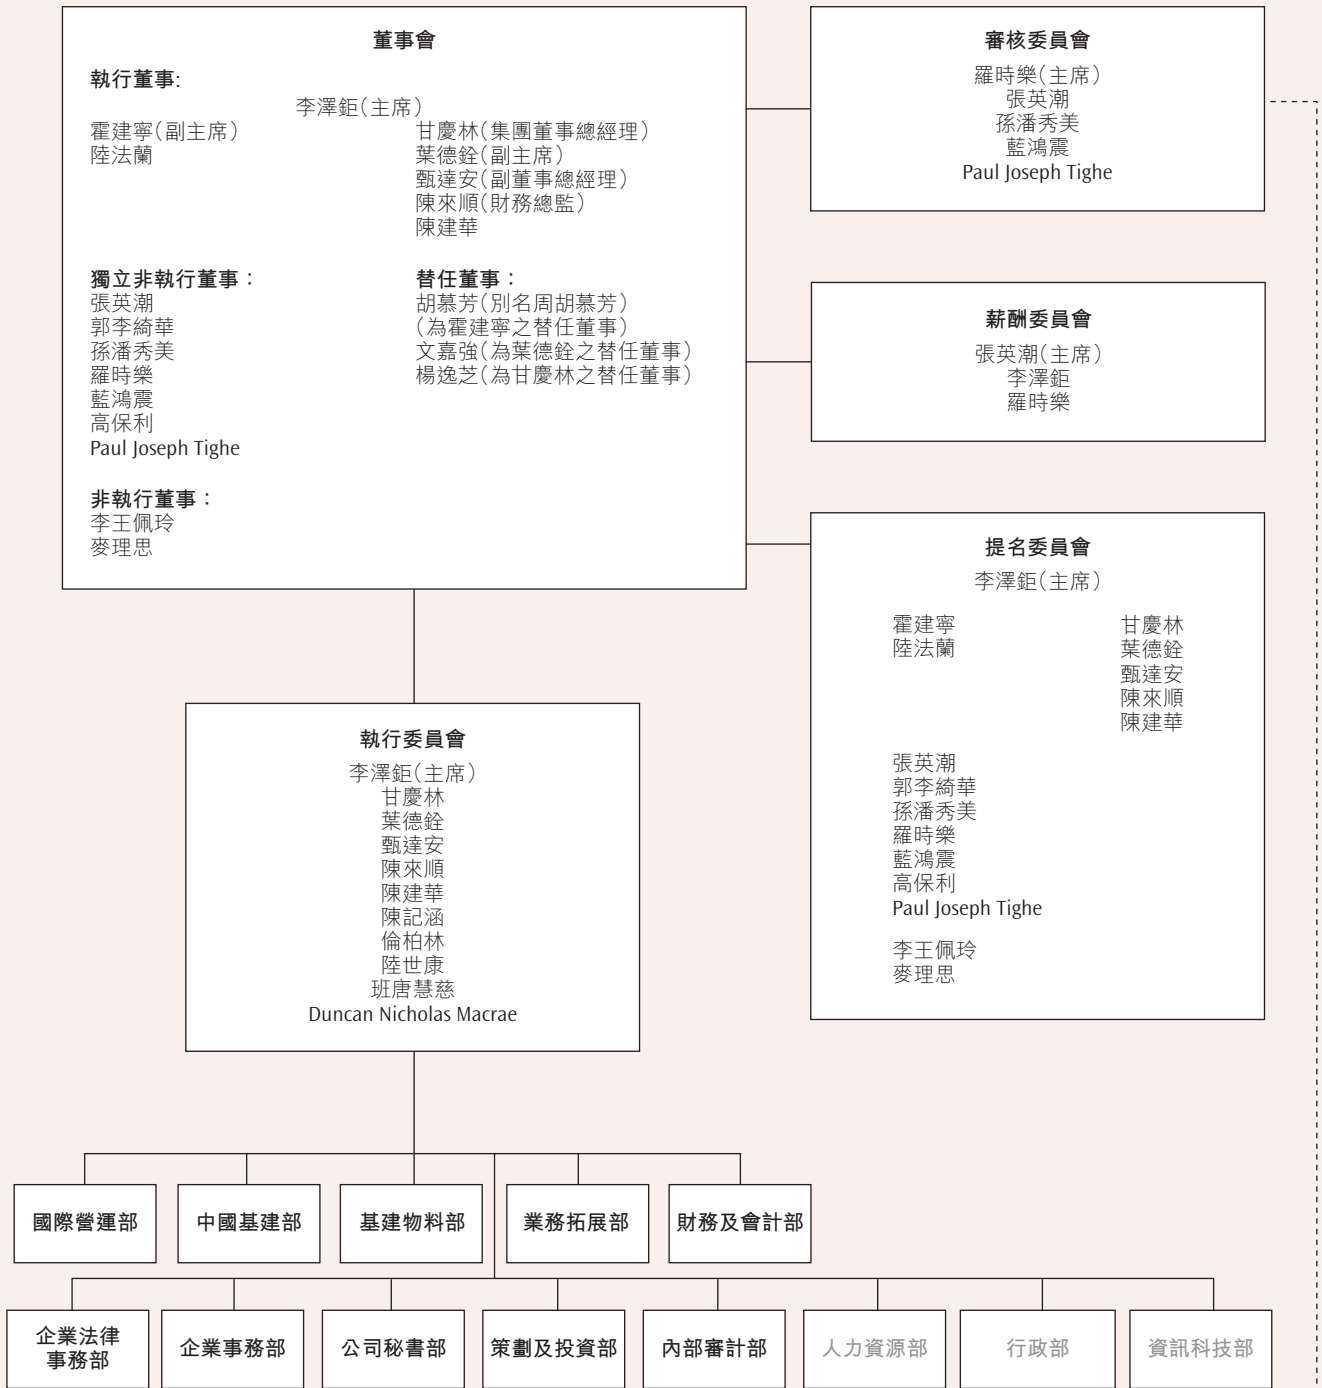 董事會
執行董事:
李澤鉅(主席)
霍建寧(副主席)
陸法蘭
甘慶林(集團董事總經理)
葉德銓(副主席)
甄達安(副董事總經理)
陳來順(財務總監)
陳建華
獨立非執行董事：
張英潮
郭李綺華
孫潘秀美
羅時樂
藍鴻震
高保利
Paul Joseph Tighe
替任董事：
胡慕芳(別名周胡慕芳)
(為霍建寧之替任董事)
文嘉強(為葉德銓之替任董事)
楊逸芝(為甘慶林之替任董事)
非執行董事：
李王佩玲
麥理思
審核委員會
羅時樂(主席)
張英潮
孫潘秀美
藍鴻震
Paul Joseph Tighe
薪酬委員會
張英潮(主席)
李澤鉅
羅時樂
提名委員會
李澤鉅(主席)
霍建寧
陸法蘭
甘慶林
葉德銓
甄達安
陳來順
陳建華
張英潮
郭李綺華
孫潘秀美
羅時樂
藍鴻震
高保利
Paul Joseph Tighe
李王佩玲
麥理思
執行委員會
李澤鉅(主席)
甘慶林
葉德銓
甄達安
陳來順
陳建華
陳記涵
倫柏林
陸世康
班唐慧慈
Duncan Nicholas Macrae
國際營運部
中國基建部
基建物料部
業務拓展部
財務及會計部
企業法律
事務部
企業事務部
公司秘書部
策劃及投資部
內部審計部
人力資源部
行政部
資訊科技部